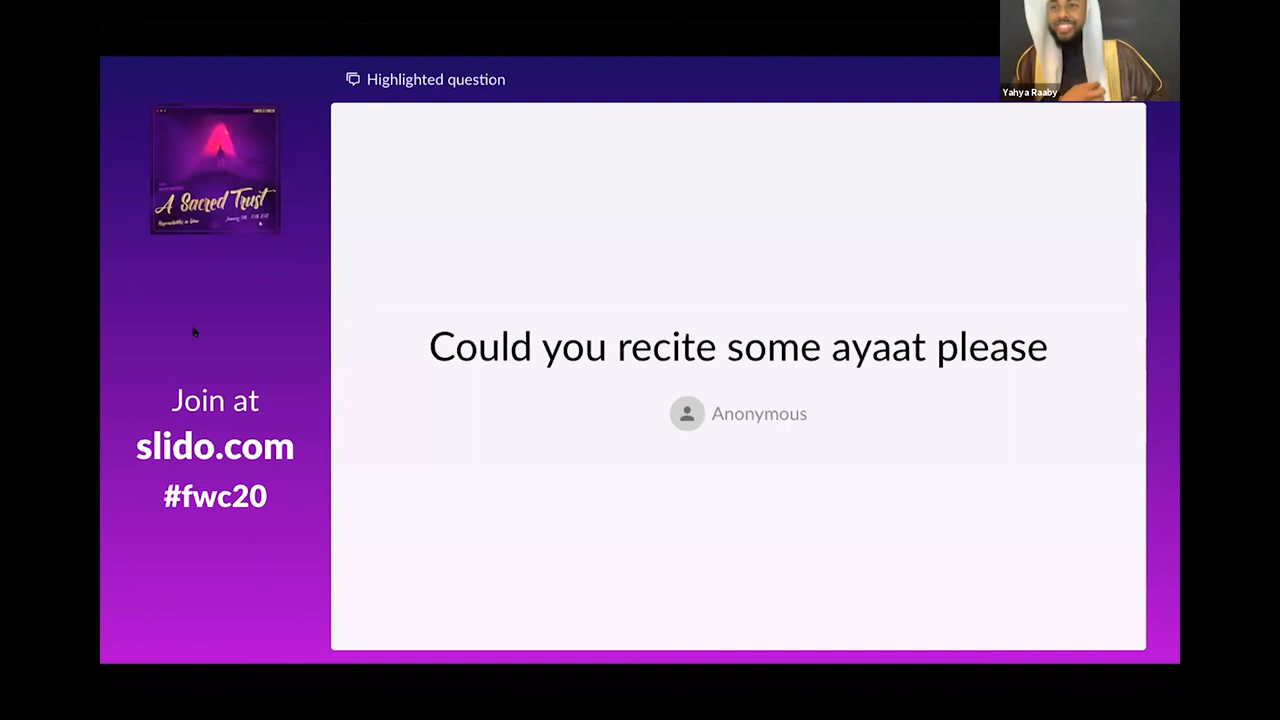 Highlighted question
Yahya Raaby
A Sacred Trust
Could you recite some ayaat please
Anonymous
Join at
slido.com
#fwc20